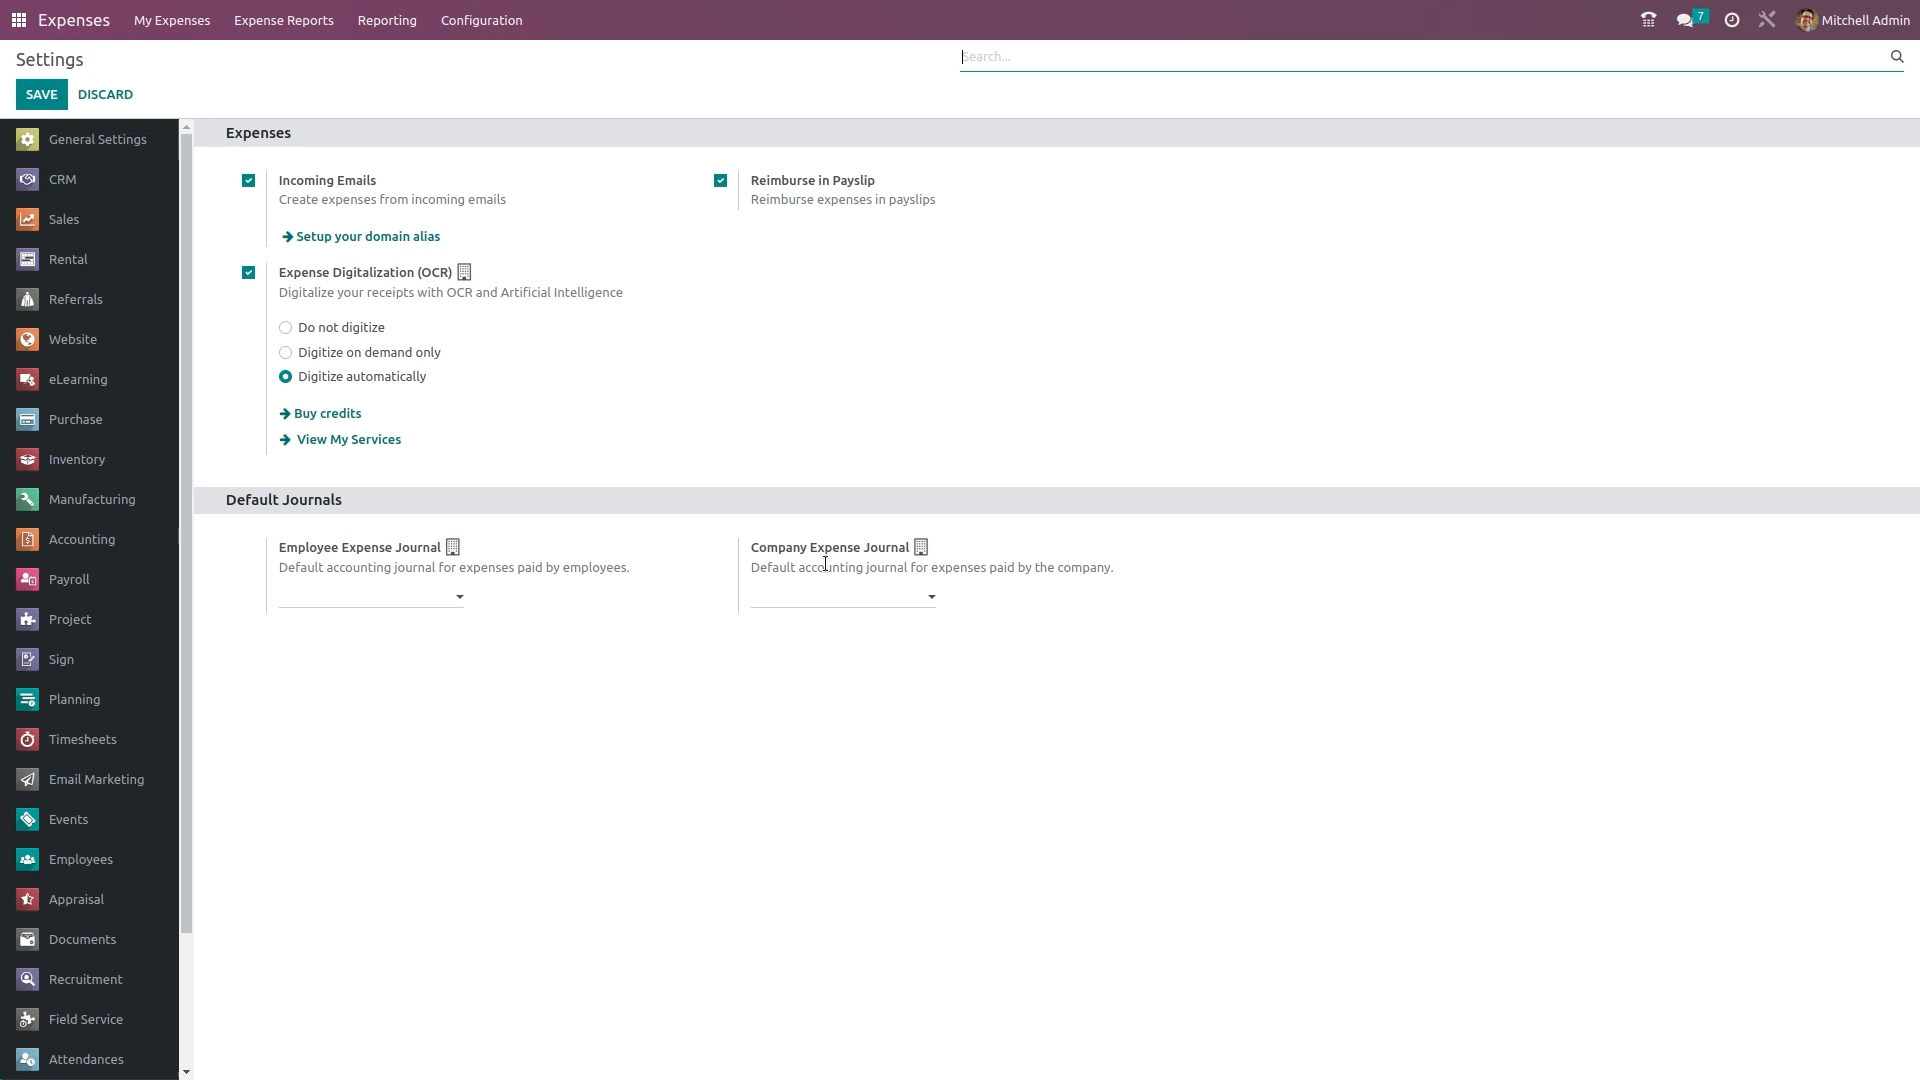 Expenses My Expenses Expense Reports Reporting Configuration 7 Mitchell Admin
Settings
Search...
SAVE DISCARD
General Settings
CRM
Sales
Rental
Referrals
Website
eLearning
Purchase
Inventory
Manufacturing
Accounting
Payroll
Project
Sign
Planning
Timesheets
Email Marketing
Events
Employees
Appraisal
Documents
Recruitment
Field Service
Attendances
Expenses
Incoming Emails
Create expenses from incoming emails
Setup your domain alias
Reimburse in Payslip
Reimburse expenses in payslips
Expense Digitalization (OCR)
Digitalize your receipts with OCR and Artificial Intelligence
Do not digitize
Digitize on demand only
Digitize automatically
Buy credits
View My Services
Default Journals
Employee Expense Journal
Default accounting journal for expenses paid by employees.
Company Expense Journal
Default accounting journal for expenses paid by the company.